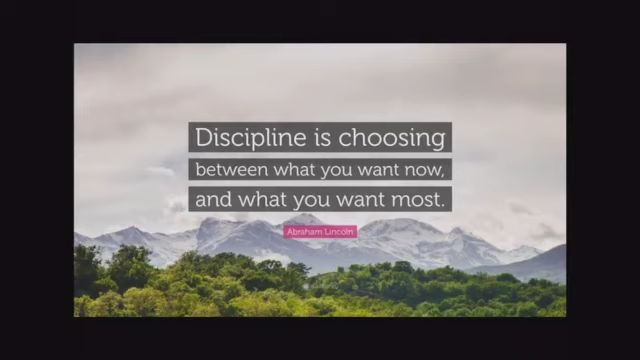 Discipline is choosing
between what you want now,
and what you want most.
Abraham Lincoln